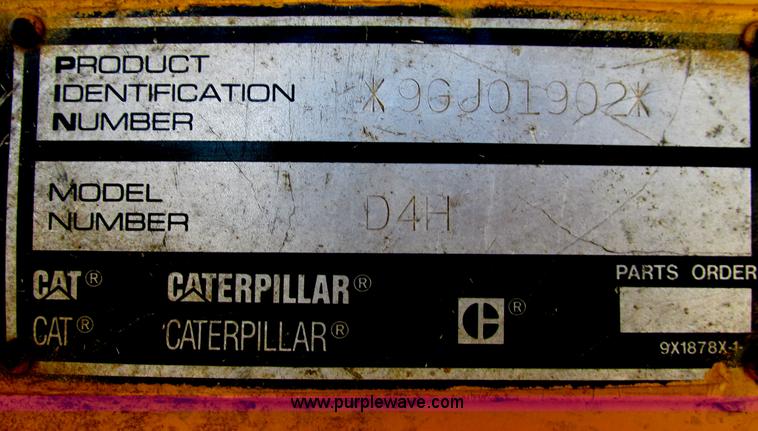 PRODUCT
IDENTIFICATION
NUMBER
*9GJ01902*
MODEL
NUMBER
D4H
CAT® CATERPILLAR®
CAT® CATERPILLAR®
C®
PARTS ORDER
9X1878X-1
www.purplewave.com